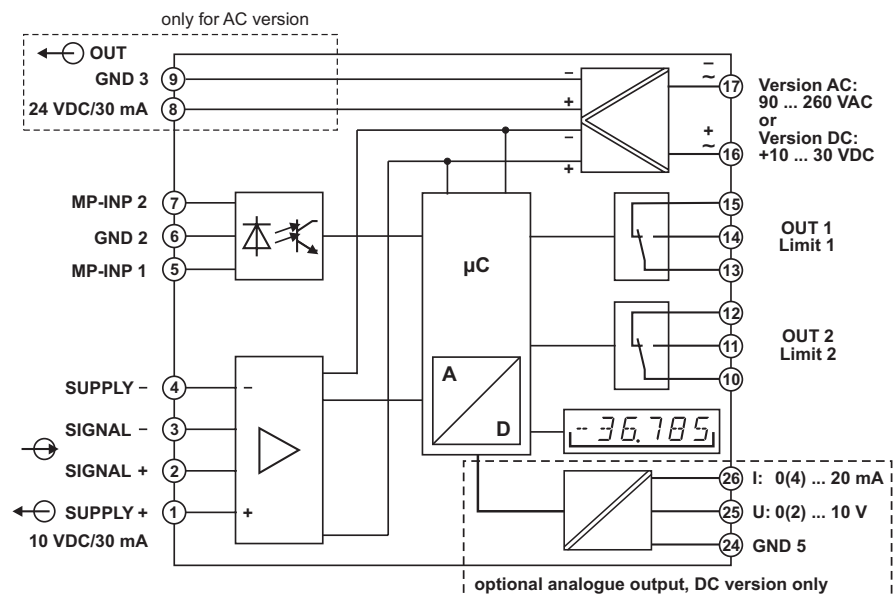 only for AC version
OUT
GND 3 9
24 VDC/30 mA 8
MP-INP 2 7
GND 2 6
MP-INP 1 5
SUPPLY – 4
SIGNAL – 3
SIGNAL + 2
SUPPLY + 1
10 VDC/30 mA
–
+
–
+
–
+
µC
A
D
-36.785
–
~
17
+
~
16
Version AC:
90 ... 260 VAC
or
Version DC:
+10 ... 30 VDC
15
14
13
OUT 1
Limit 1
12
11
10
OUT 2
Limit 2
26 I: 0(4) ... 20 mA
25 U: 0(2) ... 10 V
24 GND 5
optional analogue output, DC version only